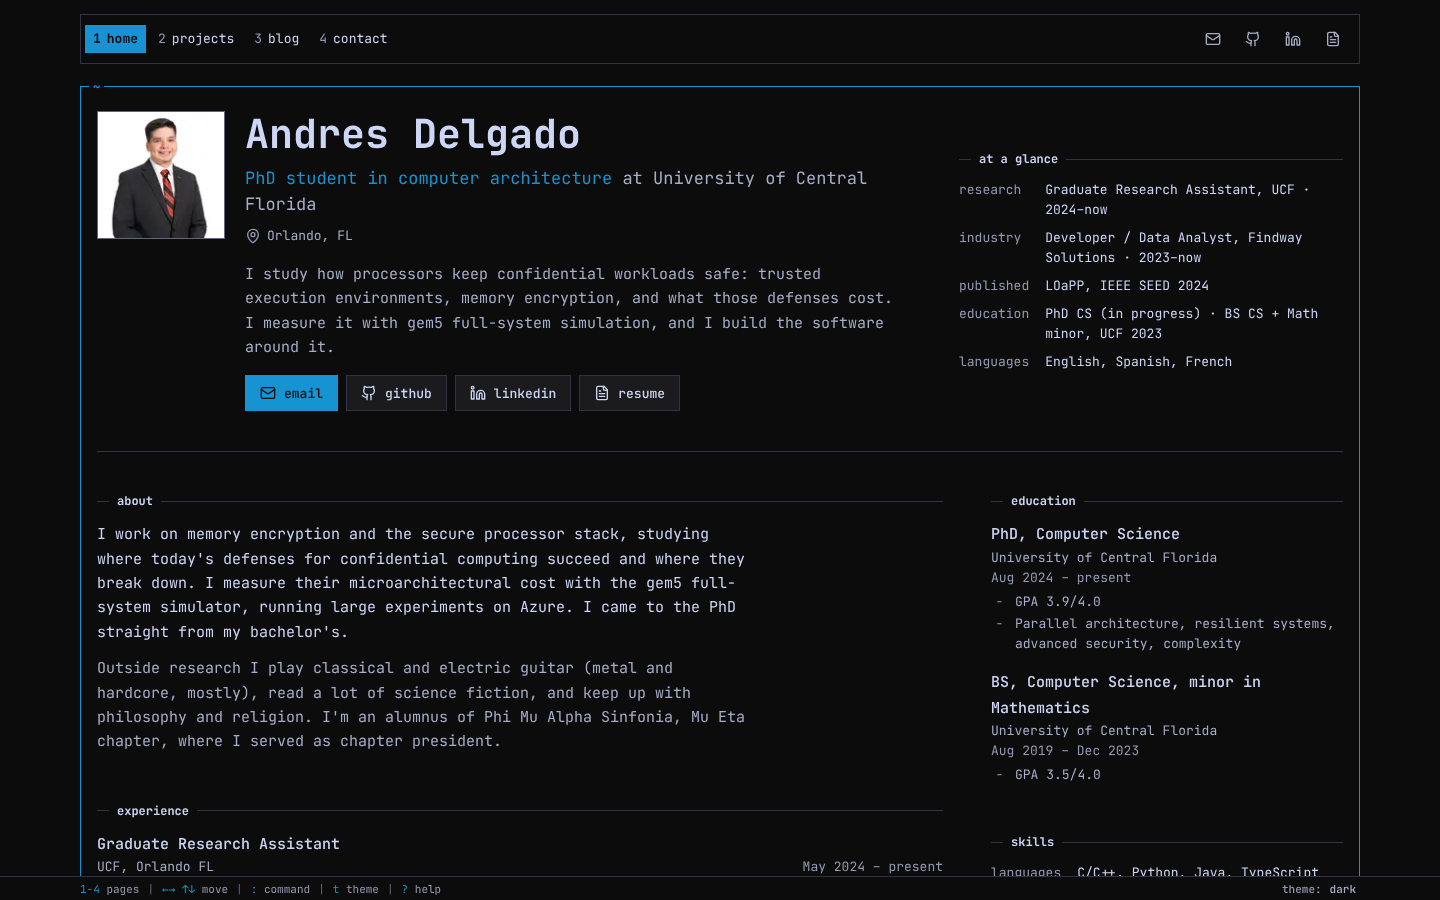 1 home 2 projects 3 blog 4 contact
~
Andres Delgado
PhD student in computer architecture at University of Central
Florida
Orlando, FL
I study how processors keep confidential workloads safe: trusted
execution environments, memory encryption, and what those defenses cost.
I measure it with gem5 full-system simulation, and I build the software
around it.
email github linkedin resume
at a glance
research Graduate Research Assistant, UCF ·
2024–now
industry Developer / Data Analyst, Findway
Solutions · 2023–now
published LOaPP, IEEE SEED 2024
education PhD CS (in progress) · BS CS + Math
minor, UCF 2023
languages English, Spanish, French
about
I work on memory encryption and the secure processor stack, studying
where today's defenses for confidential computing succeed and where they
break down. I measure their microarchitectural cost with the gem5 full-
system simulator, running large experiments on Azure. I came to the PhD
straight from my bachelor's.
Outside research I play classical and electric guitar (metal and
hardcore, mostly), read a lot of science fiction, and keep up with
philosophy and religion. I'm an alumnus of Phi Mu Alpha Sinfonia, Mu Eta
chapter, where I served as chapter president.
experience
Graduate Research Assistant
UCF, Orlando FL May 2024 – present
education
PhD, Computer Science
University of Central Florida
Aug 2024 – present
- GPA 3.9/4.0
- Parallel architecture, resilient systems,
advanced security, complexity
BS, Computer Science, minor in
Mathematics
University of Central Florida
Aug 2019 – Dec 2023
- GPA 3.5/4.0
skills
languages C/C++, Python, Java, TypeScript
1-4 pages | ←→ ↑↓ move | : command | t theme | ? help
theme: dark